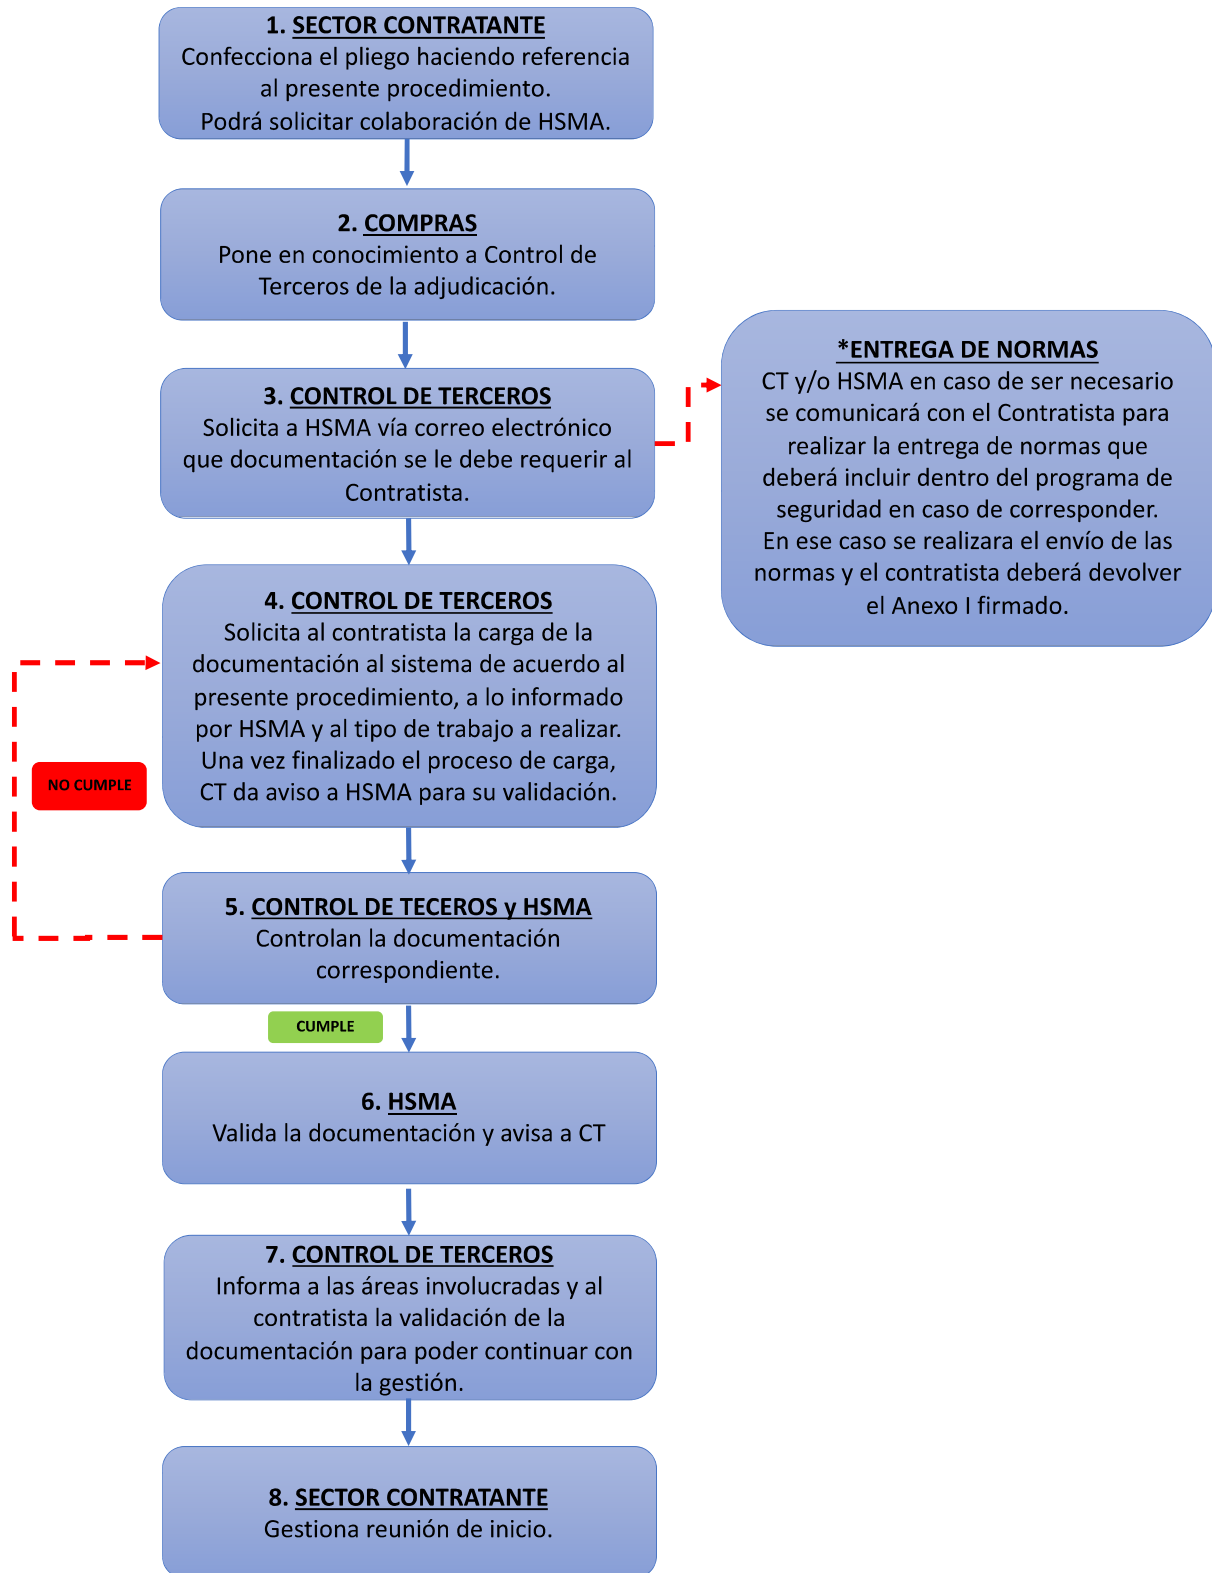 1. SECTOR CONTRATANTE
Confecciona el pliego haciendo referencia
al presente procedimiento.
Podrá solicitar colaboración de HSMA.
2. COMPRAS
Pone en conocimiento a Control de
Terceros de la adjudicación.
3. CONTROL DE TERCEROS
Solicita a HSMA vía correo electrónico
que documentación se le debe requerir al
Contratista.
*ENTREGA DE NORMAS
CT y/o HSMA en caso de ser necesario
se comunicará con el Contratista para
realizar la entrega de normas que
deberá incluir dentro del programa de
seguridad en caso de corresponder.
En ese caso se realizara el envío de las
normas y el contratista deberá devolver
el Anexo I firmado.
4. CONTROL DE TERCEROS
Solicita al contratista la carga de la
documentación al sistema de acuerdo al
presente procedimiento, a lo informado
por HSMA y al tipo de trabajo a realizar.
Una vez finalizado el proceso de carga,
CT da aviso a HSMA para su validación.
NO CUMPLE
5. CONTROL DE TECEROS y HSMA
Controlan la documentación
correspondiente.
CUMPLE
6. HSMA
Valida la documentación y avisa a CT
7. CONTROL DE TERCEROS
Informa a las áreas involucradas y al
contratista la validación de la
documentación para poder continuar con
la gestión.
8. SECTOR CONTRATANTE
Gestiona reunión de inicio.